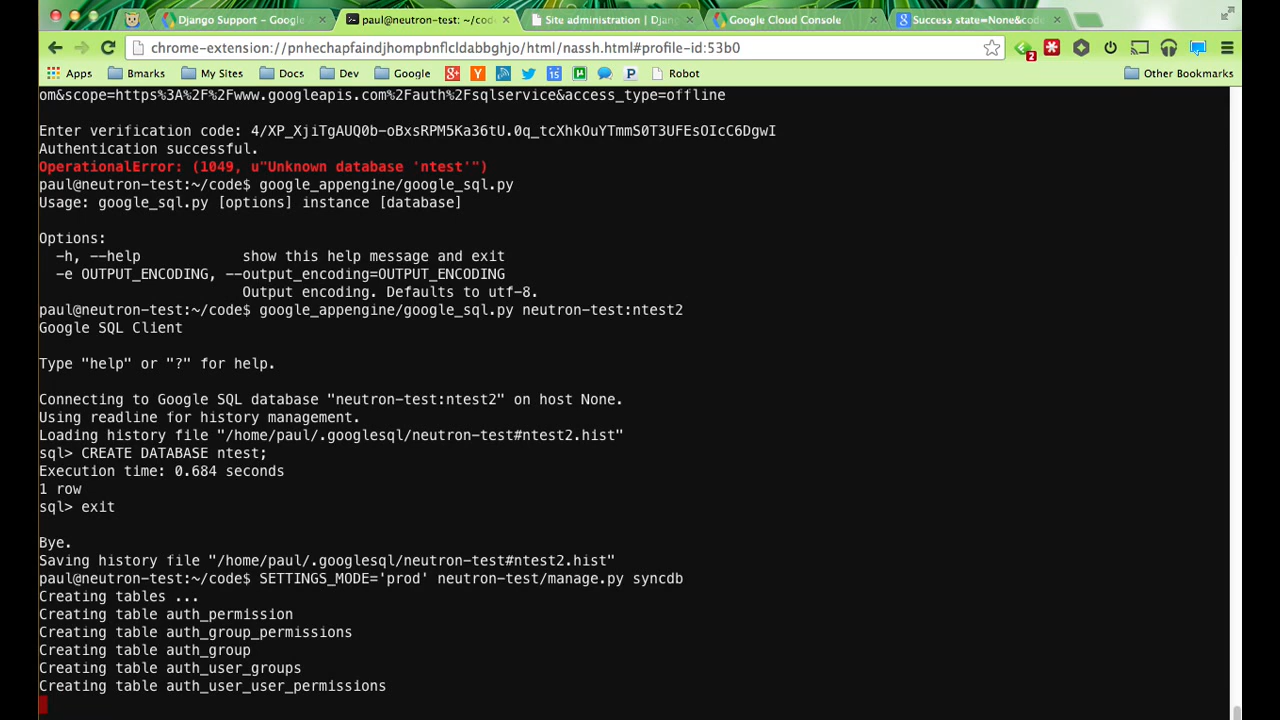 Django Support - Google
paul@neutron-test: ~/code
Site administration | Djang
Google Cloud Console
Success state=None&code
chrome-extension://pnhechapfaindjhompbnflcldabbghjo/html/nassh.html#profile-id:53b0
2
Apps
Bmarks
My Sites
Docs
Dev
Google
Robot
Other Bookmarks
om&scope=https%3A%2F%2Fwww.googleapis.com%2Fauth%2Fsqlservice&access_type=offline
Enter verification code: 4/XP_XjiTgAUQ0b-oBxsRPM5Ka36tU.0q_tcXhkOuYTmmS0T3UFEsOIcC6DgwI
Authentication successful.
OperationalError: (1049, u"Unknown database 'ntest'")
paul@neutron-test:~/code$ google_appengine/google_sql.py
Usage: google_sql.py [options] instance [database]
Options:
-h, --help show this help message and exit
-e OUTPUT_ENCODING, --output_encoding=OUTPUT_ENCODING
Output encoding. Defaults to utf-8.
paul@neutron-test:~/code$ google_appengine/google_sql.py neutron-test:ntest2
Google SQL Client
Type "help" or "?" for help.
Connecting to Google SQL database "neutron-test:ntest2" on host None.
Using readline for history management.
Loading history file "/home/paul/.googlesql/neutron-test#ntest2.hist"
sql> CREATE DATABASE ntest;
Execution time: 0.684 seconds
1 row
sql> exit
Bye.
Saving history file "/home/paul/.googlesql/neutron-test#ntest2.hist"
paul@neutron-test:~/code$ SETTINGS_MODE='prod' neutron-test/manage.py syncdb
Creating tables ...
Creating table auth_permission
Creating table auth_group_permissions
Creating table auth_group
Creating table auth_user_groups
Creating table auth_user_user_permissions